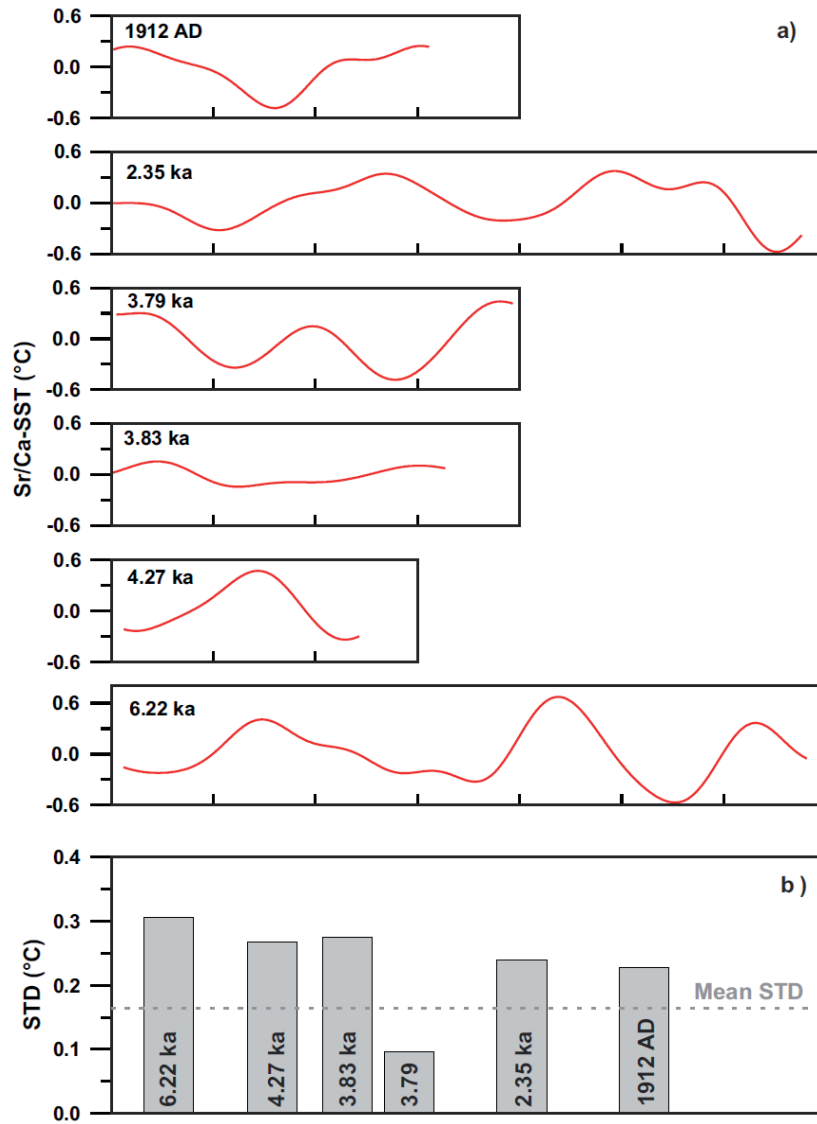 0.6
1912 AD
a)
0.0
-0.6
0.6
2.35 ka
0.0
-0.6
0.6
3.79 ka
0.0
-0.6
Sr/Ca-SST (°C)
0.6
3.83 ka
0.0
-0.6
0.6
4.27 ka
0.0
-0.6
0.6
6.22 ka
0.0
-0.6
0.4
b )
0.3
0.2
0.1
0.0
STD (°C)
Mean STD
6.22 ka
4.27 ka
3.83 ka
3.79
2.35 ka
1912 AD